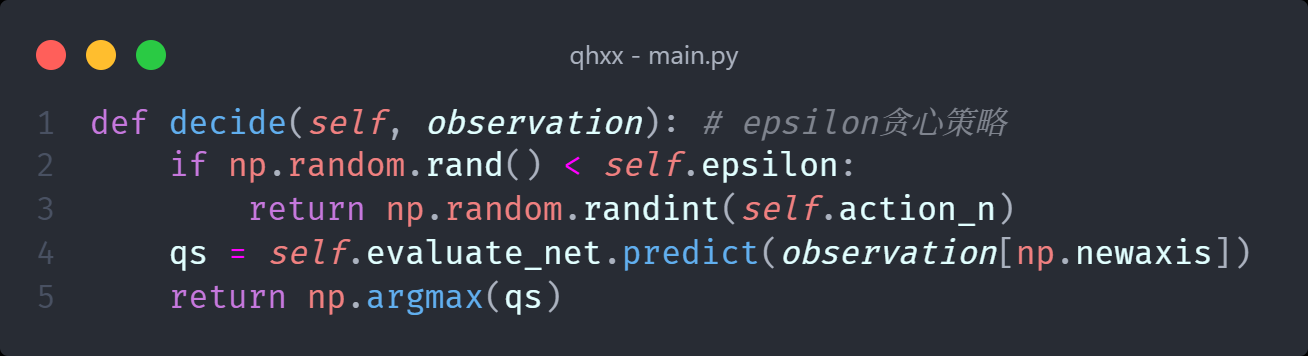 qhxx - main.py
1 def decide(self, observation): # epsilon贪心策略
2     if np.random.rand() < self.epsilon:
3         return np.random.randint(self.action_n)
4     qs = self.evaluate_net.predict(observation[np.newaxis])
5     return np.argmax(qs)